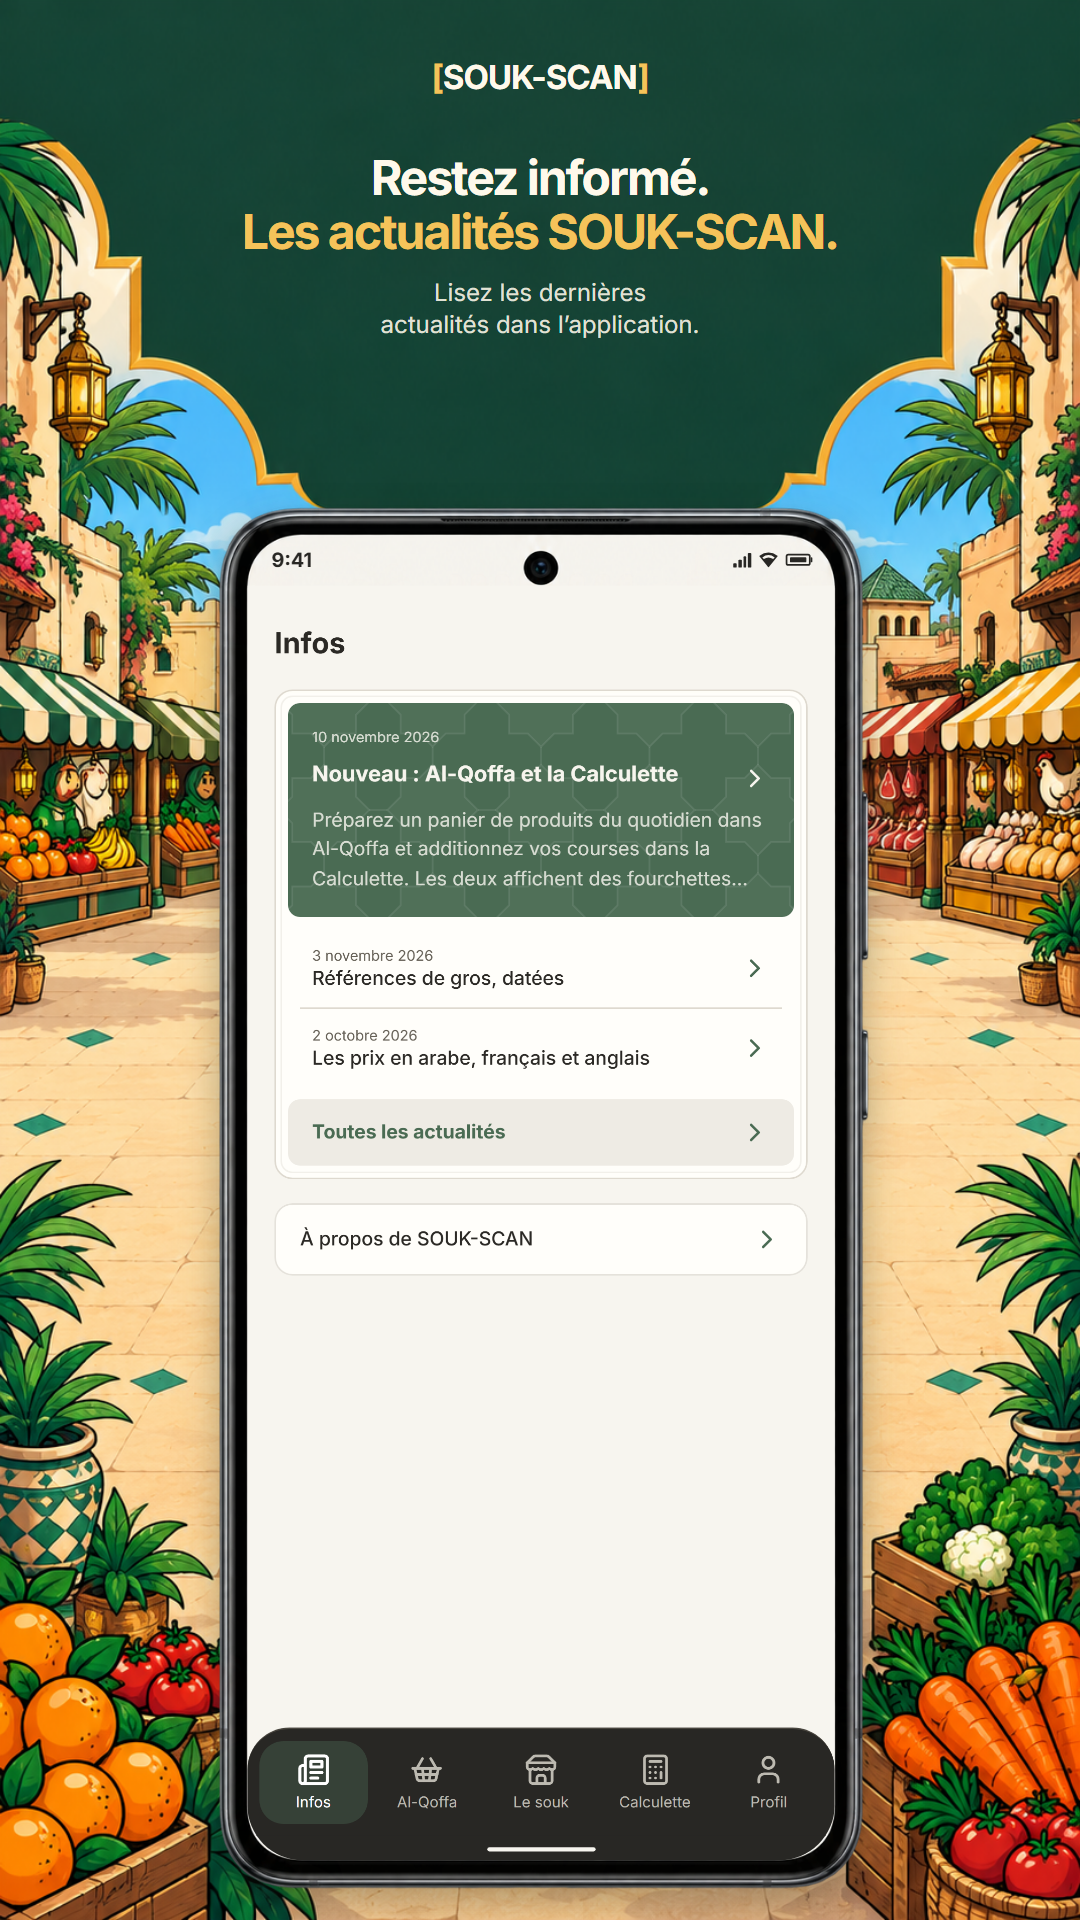 [SOUK-SCAN]
Restez informé.
Les actualités SOUK-SCAN.
Lisez les dernières
actualités dans l’application.
9:41
Infos
10 novembre 2026
Nouveau : Al-Qoffa et la Calculette
Préparez un panier de produits du quotidien dans
Al-Qoffa et additionnez vos courses dans la
Calculette. Les deux affichent des fourchettes...
3 novembre 2026
Références de gros, datées
2 octobre 2026
Les prix en arabe, français et anglais
Toutes les actualités
À propos de SOUK-SCAN
Infos
Al-Qoffa
Le souk
Calculette
Profil